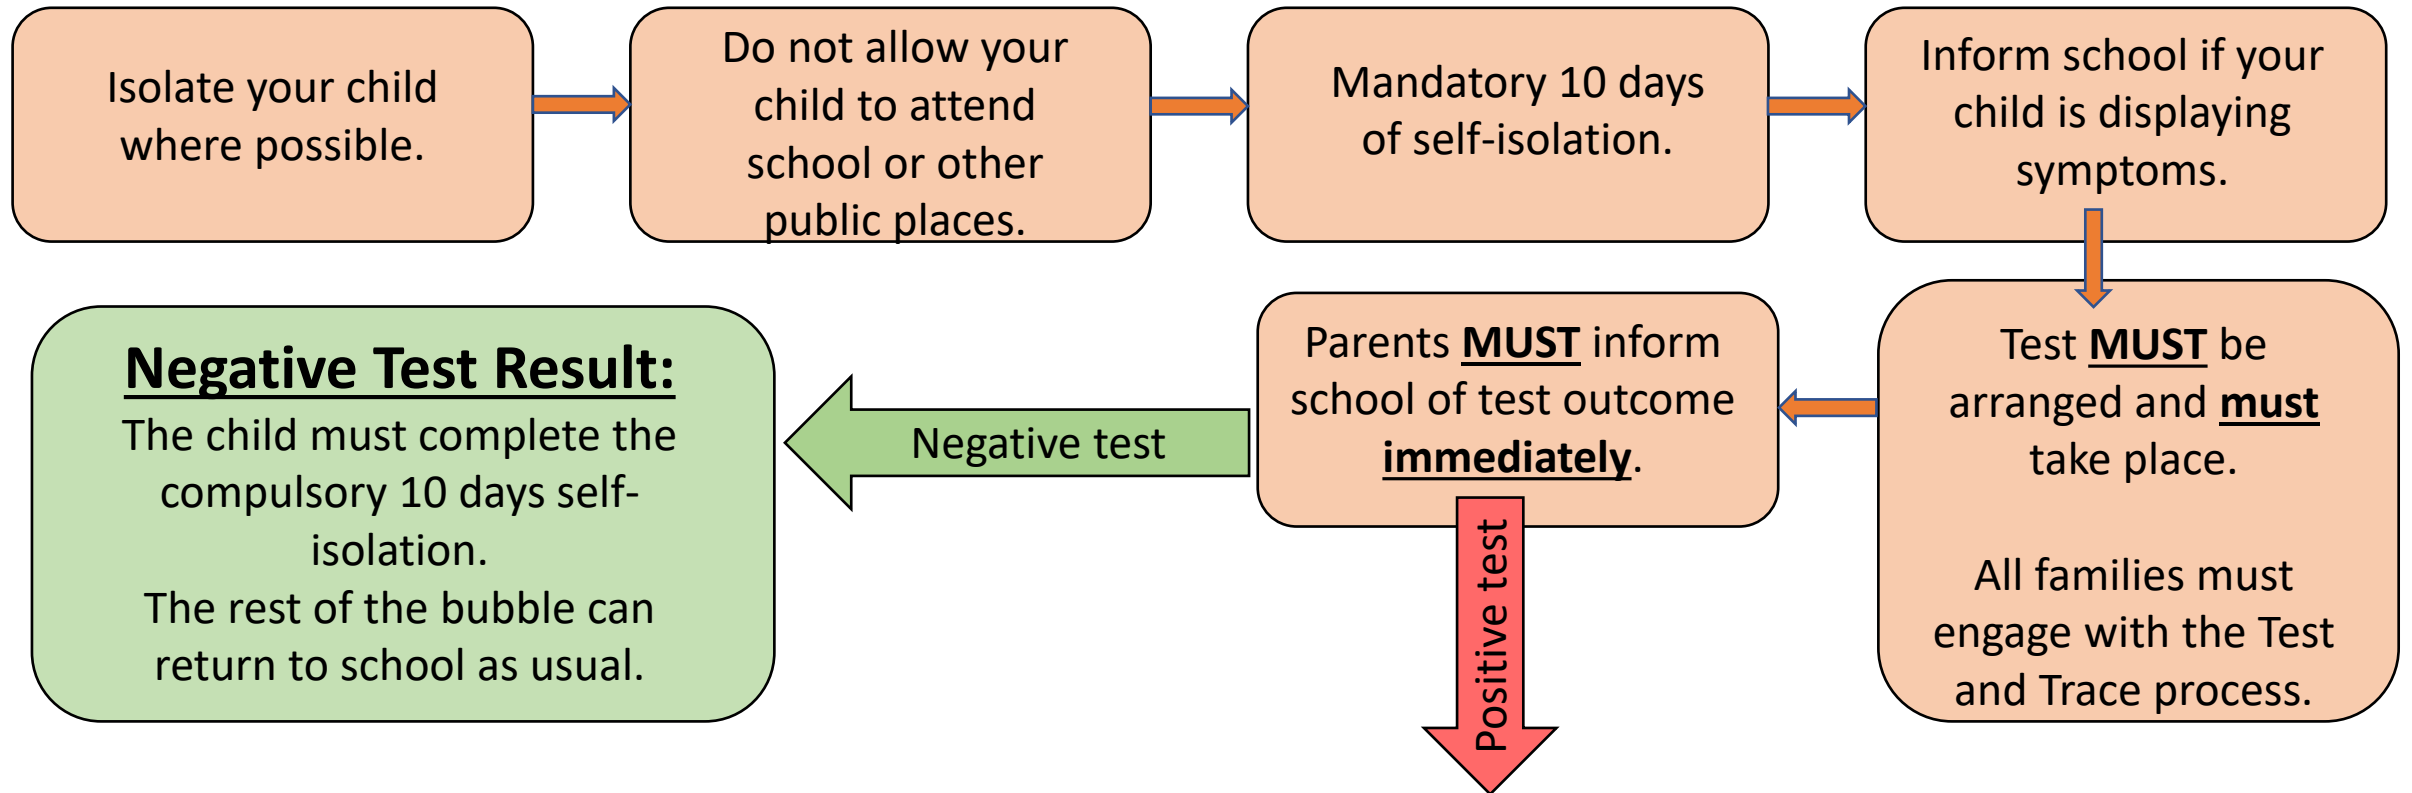 Isolate your child
where possible.
Do not allow your
child to attend
school or other
public places.
Mandatory 10 days
of self-isolation.
Inform school if your
child is displaying
symptoms.
Test MUST be
arranged and must
take place.
All families must
engage with the Test
and Trace process.
Parents MUST inform
school of test outcome
immediately.
Negative test
Negative Test Result:
The child must complete the
compulsory 10 days self-
isolation.
The rest of the bubble can
return to school as usual.
Positive test